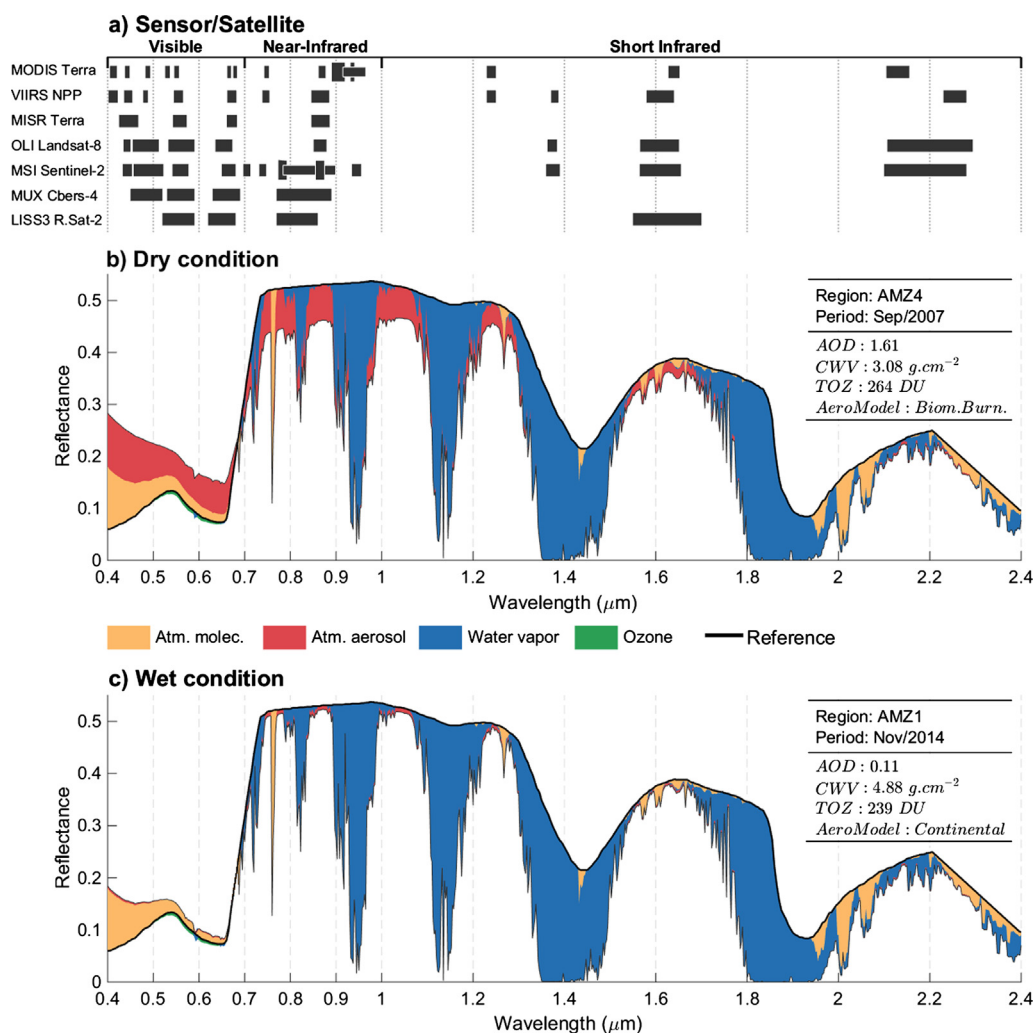 a) Sensor/Satellite
Visible Near-Infrared Short Infrared
MODIS Terra
VIIRS NPP
MISR Terra
OLI Landsat-8
MSI Sentinel-2
MUX Cbers-4
LISS3 R.Sat-2
b) Dry condition
Reflectance
0.5
0.4
0.3
0.2
0.1
0
Region: AMZ4
Period: Sep/2007
AOD : 1.61
CWV : 3.08 g.cm⁻²
TOZ : 264 DU
AeroModel : Biom.Burn.
0.4 0.5 0.6 0.7 0.8 0.9 1 1.2 1.4 1.6 1.8 2 2.2 2.4
Wavelength (μm)
Atm. molec. Atm. aerosol Water vapor Ozone Reference
c) Wet condition
Reflectance
0.5
0.4
0.3
0.2
0.1
0
Region: AMZ1
Period: Nov/2014
AOD : 0.11
CWV : 4.88 g.cm⁻²
TOZ : 239 DU
AeroModel : Continental
0.4 0.5 0.6 0.7 0.8 0.9 1 1.2 1.4 1.6 1.8 2 2.2 2.4
Wavelength (μm)